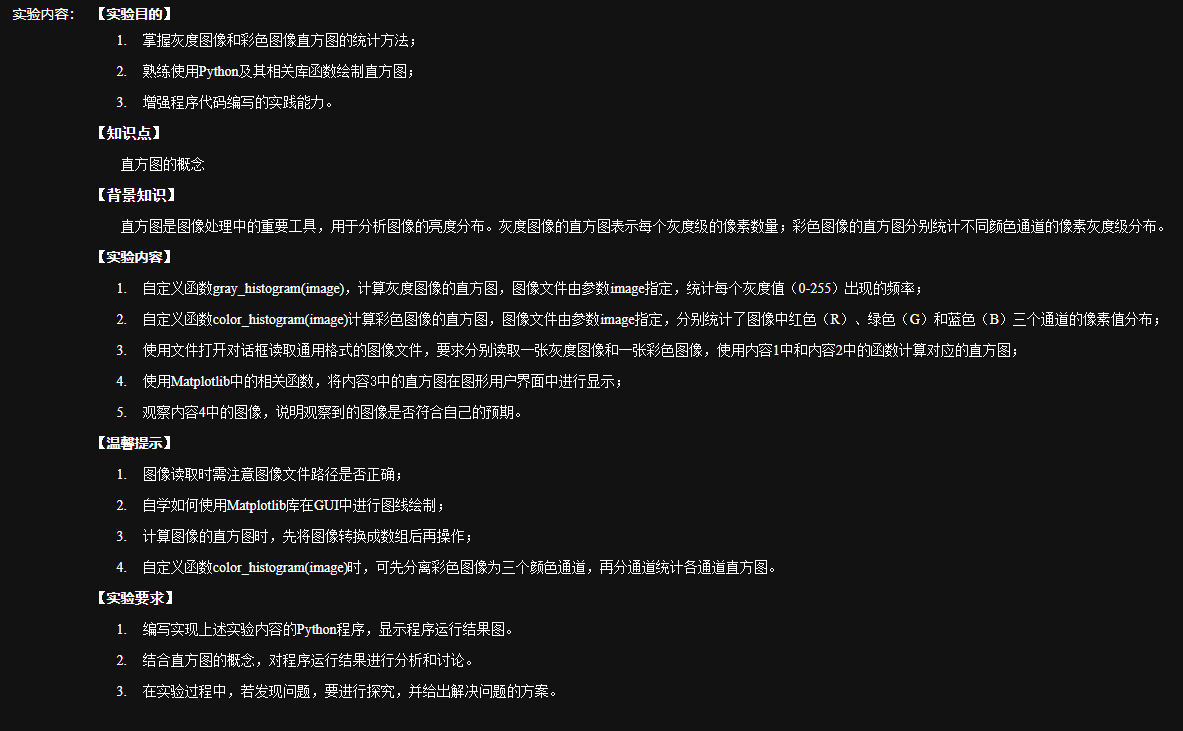 实验内容： 【实验目的】
1. 掌握灰度图像和彩色图像直方图的统计方法；
2. 熟练使用Python及其相关库函数绘制直方图；
3. 增强程序代码编写的实践能力。
【知识点】
直方图的概念
【背景知识】
直方图是图像处理中的重要工具，用于分析图像的亮度分布。灰度图像的直方图表示每个灰度级的像素数量；彩色图像的直方图分别统计不同颜色通道的像素灰度级分布。
【实验内容】
1. 自定义函数gray_histogram(image)，计算灰度图像的直方图，图像文件由参数image指定，统计每个灰度值（0-255）出现的频率；
2. 自定义函数color_histogram(image)计算彩色图像的直方图，图像文件由参数image指定，分别统计了图像中红色（R）、绿色（G）和蓝色（B）三个通道的像素值分布；
3. 使用文件打开对话框读取通用格式的图像文件，要求分别读取一张灰度图像和一张彩色图像，使用内容1中和内容2中的函数计算对应的直方图；
4. 使用Matplotlib中的相关函数，将内容3中的直方图在图形用户界面中进行显示；
5. 观察内容4中的图像，说明观察到的图像是否符合自己的预期。
【温馨提示】
1. 图像读取时需注意图像文件路径是否正确；
2. 自学如何使用Matplotlib库在GUI中进行图线绘制；
3. 计算图像的直方图时，先将图像转换成数组后再操作；
4. 自定义函数color_histogram(image)时，可先分离彩色图像为三个颜色通道，再分通道统计各通道直方图。
【实验要求】
1. 编写实现上述实验内容的Python程序，显示程序运行结果图。
2. 结合直方图的概念，对程序运行结果进行分析和讨论。
3. 在实验过程中，若发现问题，要进行探究，并给出解决问题的方案。